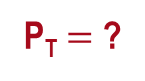 P_T = ?